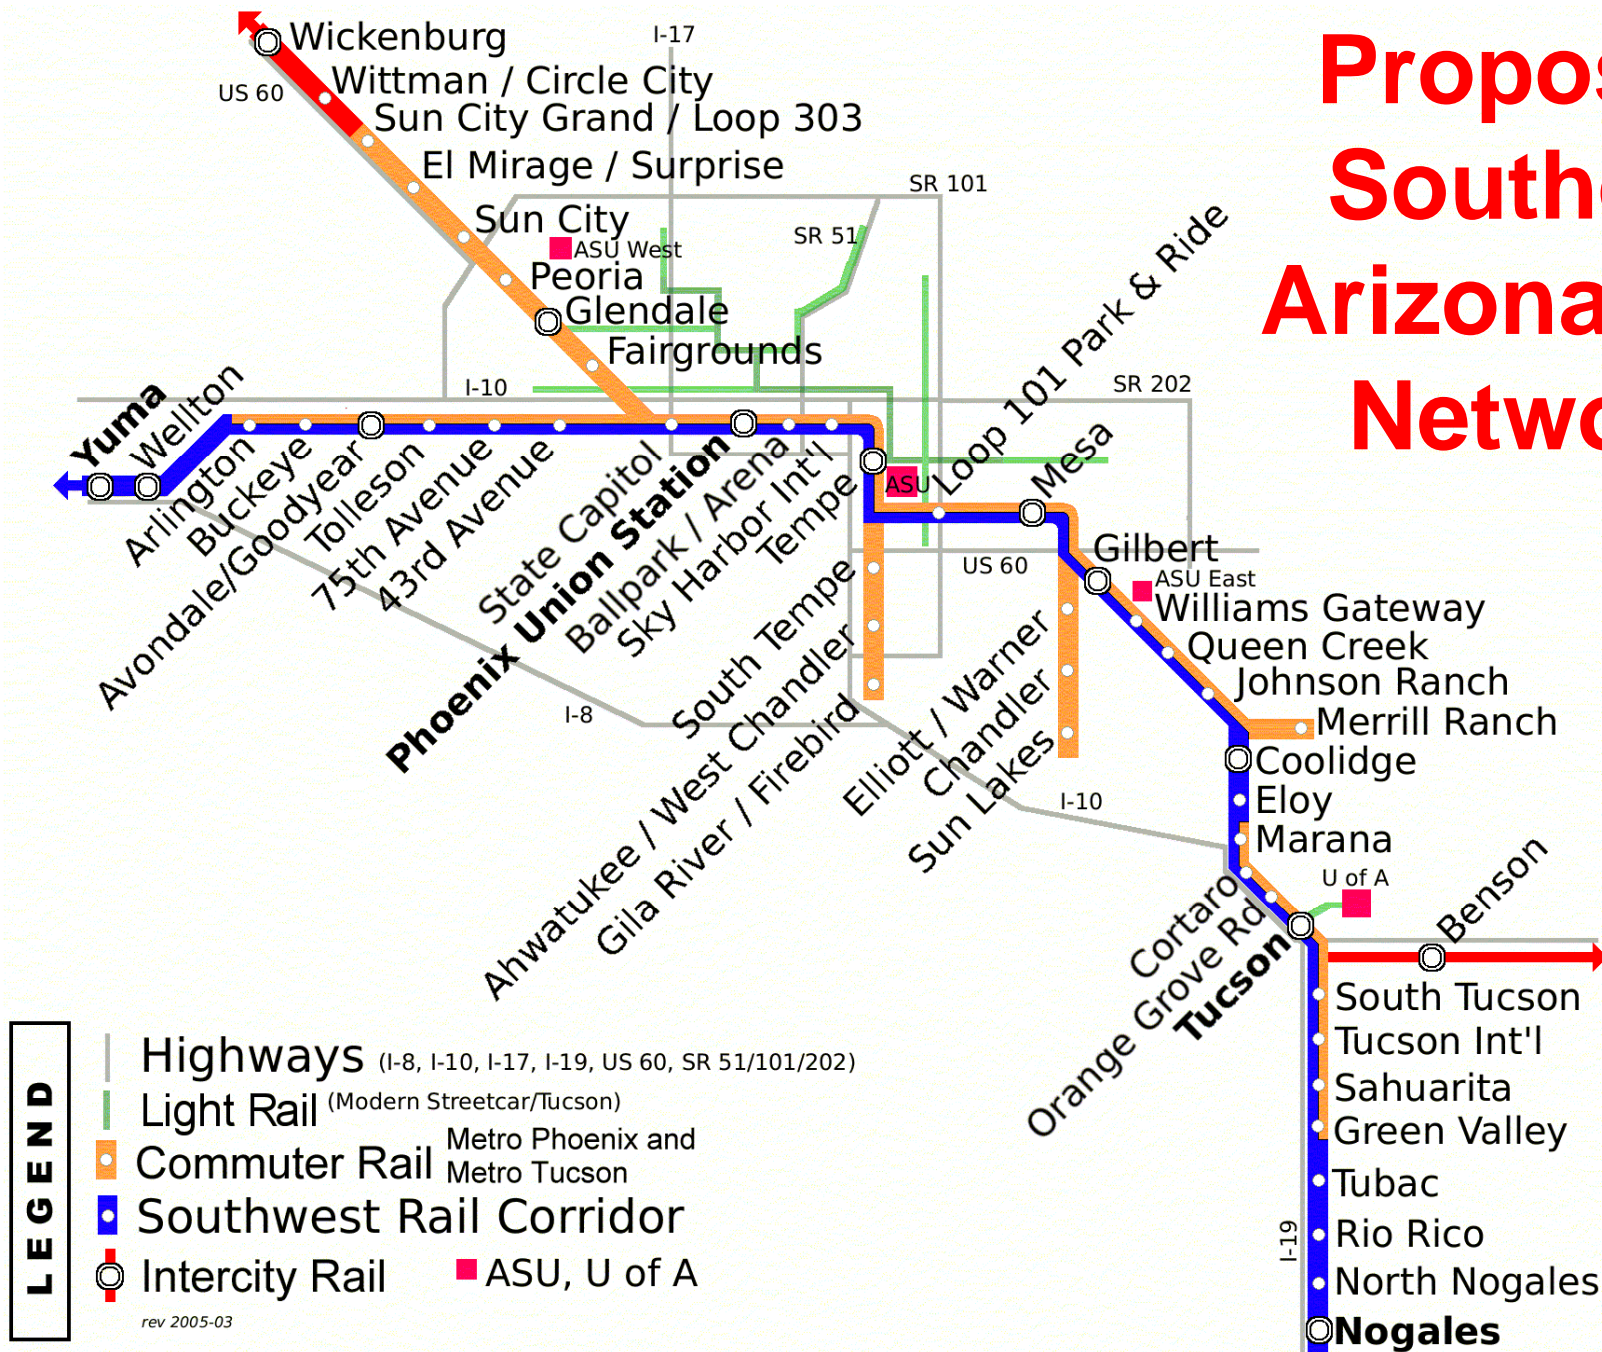 Wickenburg
I-17
Propos
Wittman / Circle City
US 60
Sun City Grand / Loop 303
El Mirage / Surprise
SR 101
South
Sun City
SR 51
ASU West
Peoria
Glendale
Arizona
Fairgrounds
Loop 101 Park & Ride
I-10
SR 202
Netwo
Yuma
Wellton
Arlington
Buckeye
Avondale/Goodyear
Tolleson
75th Avenue
43rd Avenue
State Capitol
Phoenix Union Station
Ballpark / Arena
Sky Harbor Int'l
Tempe
ASU
Mesa
Gilbert
US 60
ASU East
Williams Gateway
Queen Creek
Johnson Ranch
Merrill Ranch
South Tempe
Ahwatukee / West Chandler
Gila River / Firebird
Elliott / Warner
Chandler
Sun Lakes
I-8
I-10
Coolidge
Eloy
Marana
U of A
Benson
Cortaro
Orange Grove Rd
Tucson
South Tucson
Tucson Int'l
Sahuarita
Green Valley
Tubac
I-19
Rio Rico
North Nogales
Nogales
LEGEND
Highways (I-8, I-10, I-17, I-19, US 60, SR 51/101/202)
Light Rail (Modern Streetcar/Tucson)
Commuter Rail Metro Phoenix and
Metro Tucson
Southwest Rail Corridor
Intercity Rail
ASU, U of A
rev 2005-03